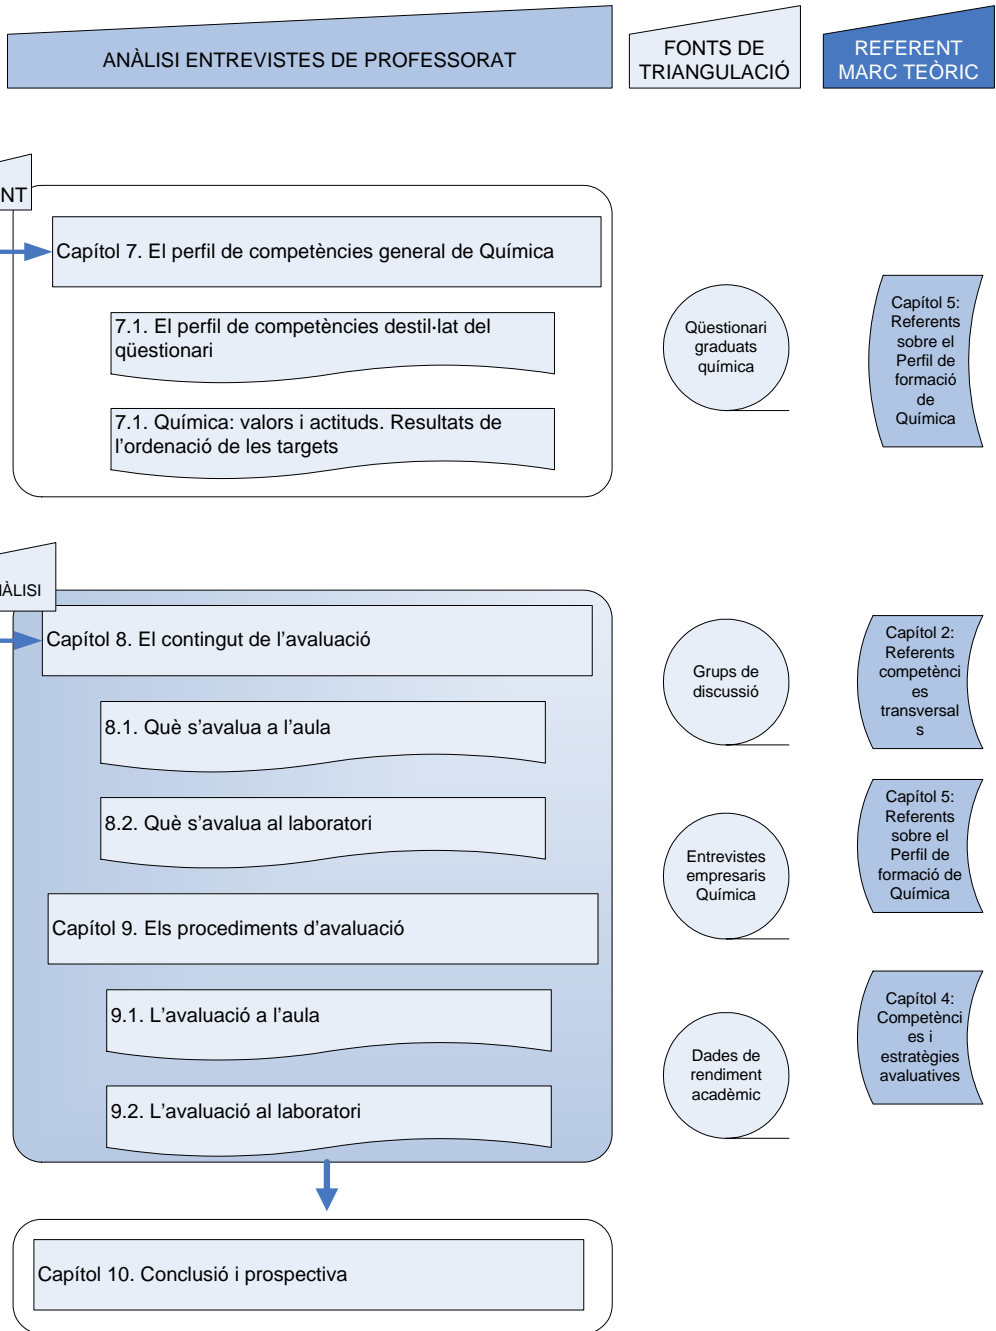 ANÀLISI ENTREVISTES DE PROFESSORAT
FONTS DE
TRIANGULACIÓ
REFERENT
MARC TEÒRIC
NT
Capítol 7. El perfil de competències general de Química
7.1. El perfil de competències destil·lat del
qüestionari
7.1. Química: valors i actituds. Resultats de
l’ordenació de les targets
Qüestionari
graduats
química
Capítol 5:
Referents
sobre el
Perfil de
formació
de
Química
ÀLISI
Capítol 8. El contingut de l’avaluació
8.1. Què s’avalua a l’aula
8.2. Què s’avalua al laboratori
Capítol 9. Els procediments d’avaluació
9.1. L’avaluació a l’aula
9.2. L’avaluació al laboratori
Grups de
discussió
Entrevistes
empresaris
Química
Dades de
rendiment
acadèmic
Capítol 2:
Referents
competènci
es
transversal
s
Capítol 5:
Referents
sobre el
Perfil de
formació de
Química
Capítol 4:
Competènci
es i
estratègies
avaluatives
Capítol 10. Conclusió i prospectiva